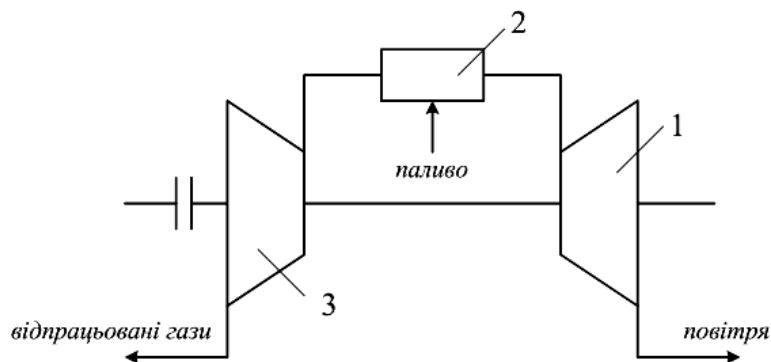 2
1
паливо
3
відпрацьовані гази
повітря